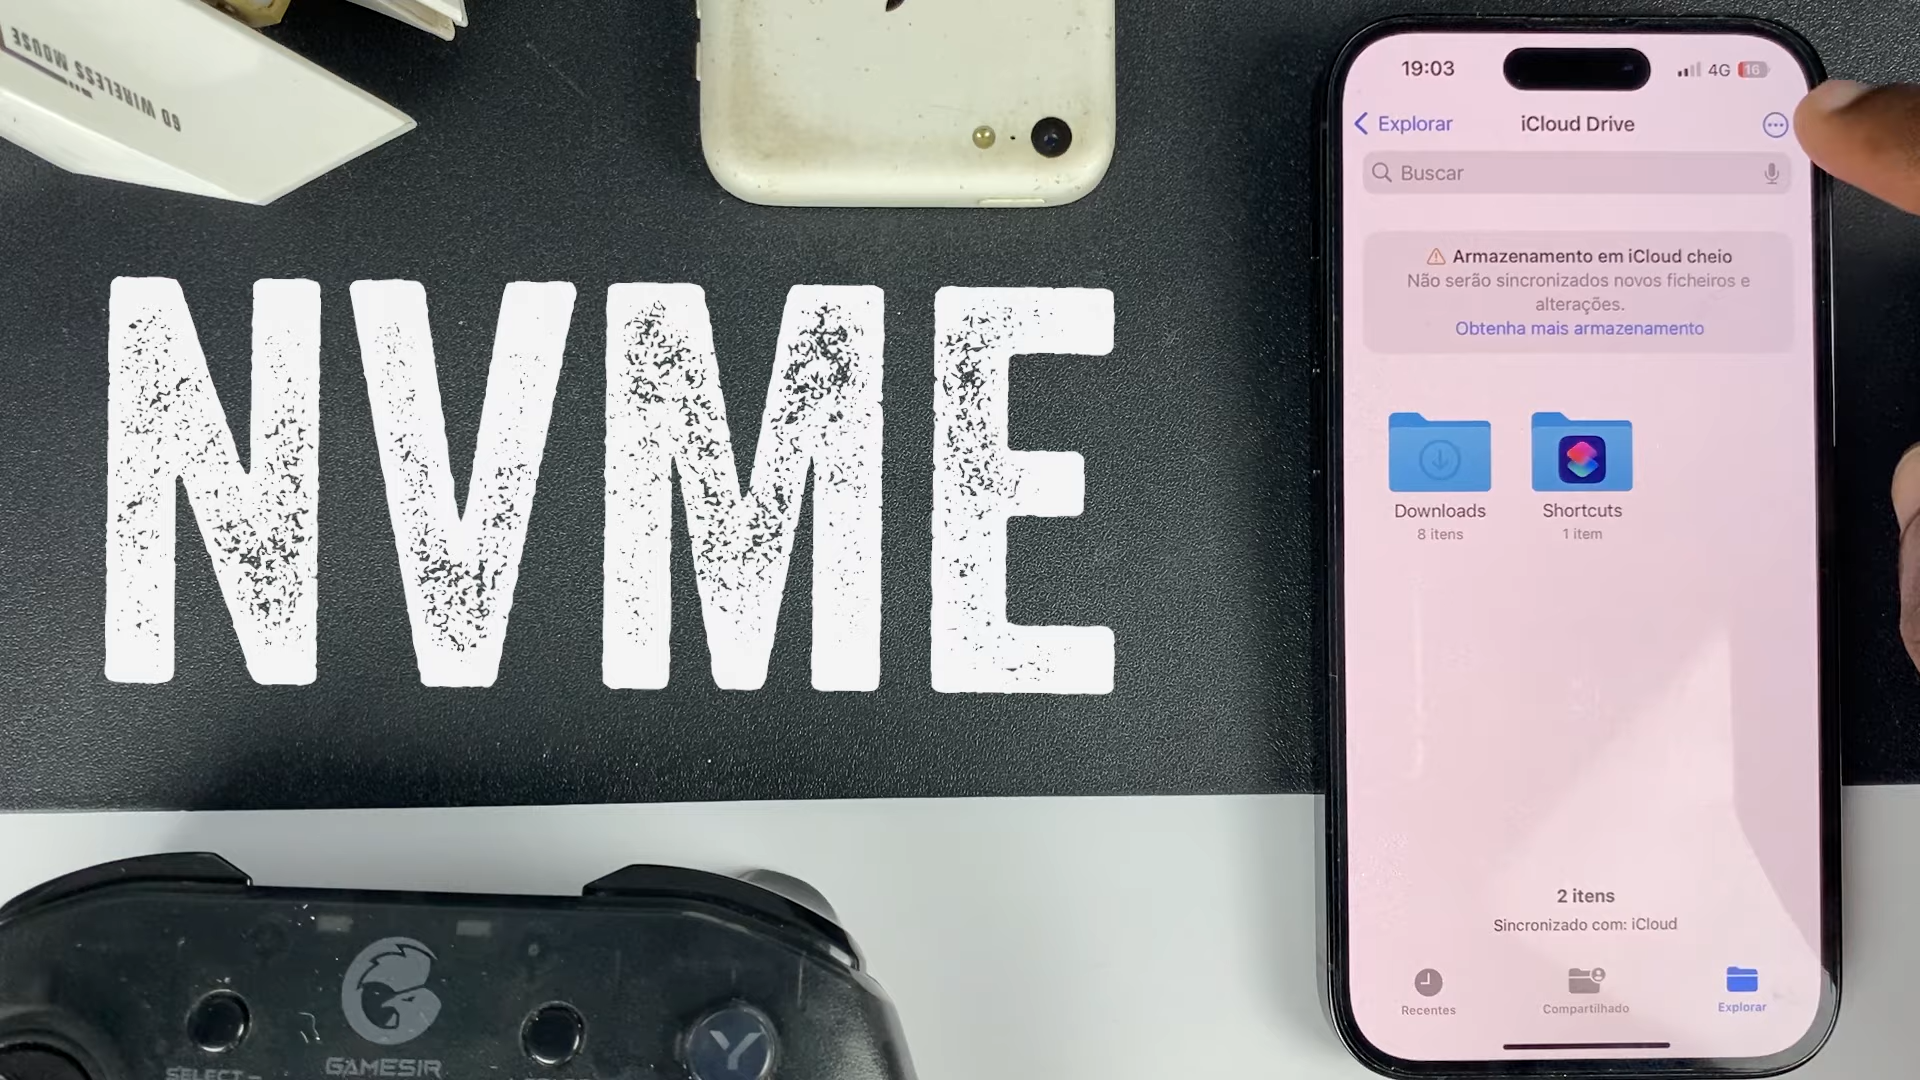 6D WIRELESS MOUSE
NVME
19:03
4G
16
Explorar
iCloud Drive
Buscar
Armazenamento em iCloud cheio
Não serão sincronizados novos ficheiros e
alterações.
Obtenha mais armazenamento
Downloads
8 itens
Shortcuts
1 item
2 itens
Sincronizado com: iCloud
Recentes
Compartilhado
Explorar
GAMESIR
SELECT
Y